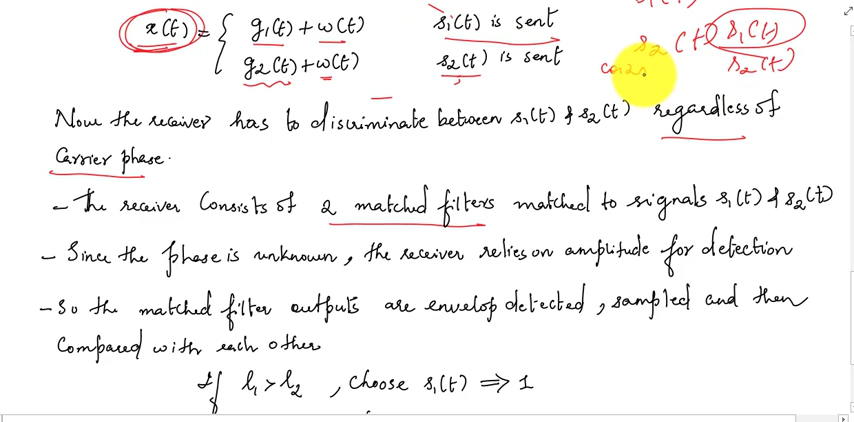 x(t) = { g1(t) + w(t) s1(t) is sent
g2(t) + w(t) s2(t) is sent
s2(t) s1(t)
s2(t)
cos2
Now the receiver has to discriminate between s1(t) & s2(t) regardless of
Carrier phase.
- The receiver consists of 2 matched filters matched to signals s1(t) & s2(t)
- Since the phase is unknown, the receiver relies on amplitude for detection
- So the matched filter outputs are envelop detected, sampled and then
Compared with each other
If l1 > l2 , choose s1(t) ⇒ 1